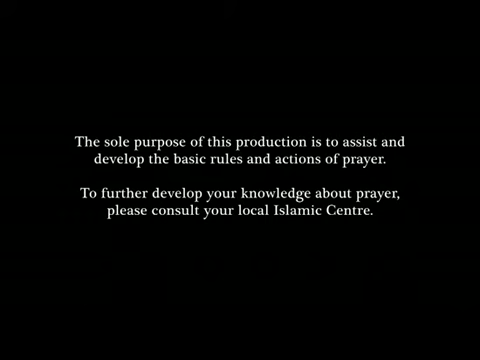 The sole purpose of this production is to assist and
develop the basic rules and actions of prayer.
To further develop your knowledge about prayer,
please consult your local Islamic Centre.